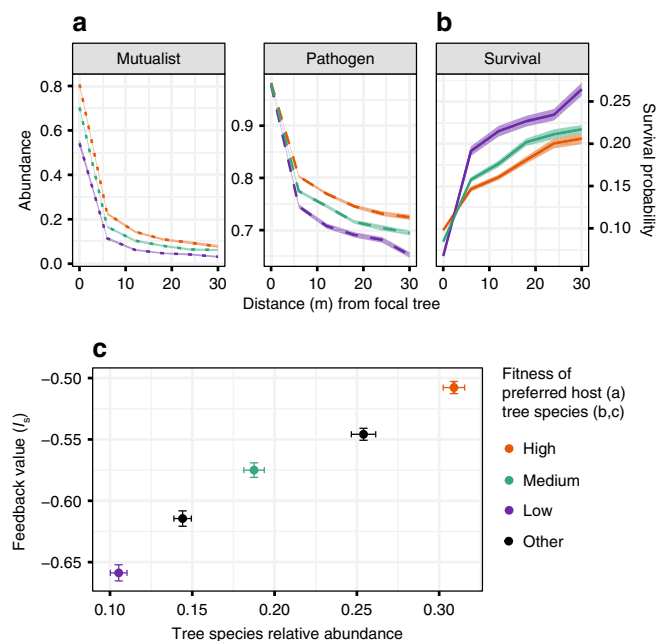 a
b
Mutualist
Pathogen
Survival
0.8
0.6
0.4
0.2
0.0
Abundance
0.9
0.8
0.7
0.25
0.20
0.15
0.10
Survival probability
0 10 20 30
0 10 20 30
0 10 20 30
Distance (m) from focal tree
c
−0.50
−0.55
−0.60
−0.65
Feedback value (Is)
0.10 0.15 0.20 0.25 0.30
Tree species relative abundance
Fitness of
preferred host (a)
tree species (b,c)
High
Medium
Low
Other